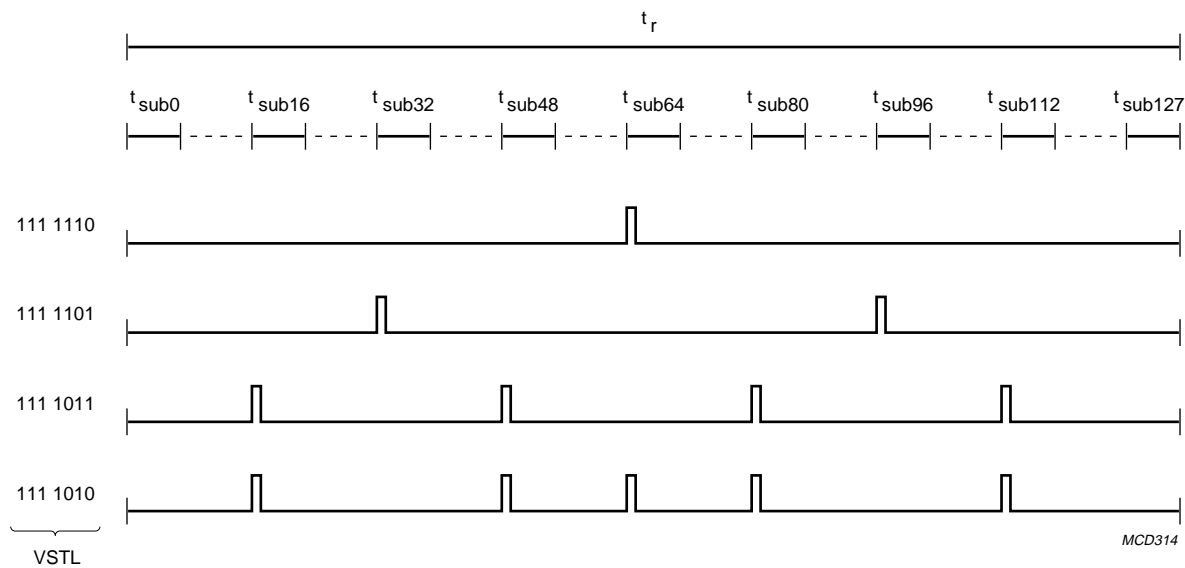 t r
t sub0 t sub16 t sub32 t sub48 t sub64 t sub80 t sub96 t sub112 t sub127
111 1110
111 1101
111 1011
111 1010
MCD314
VSTL